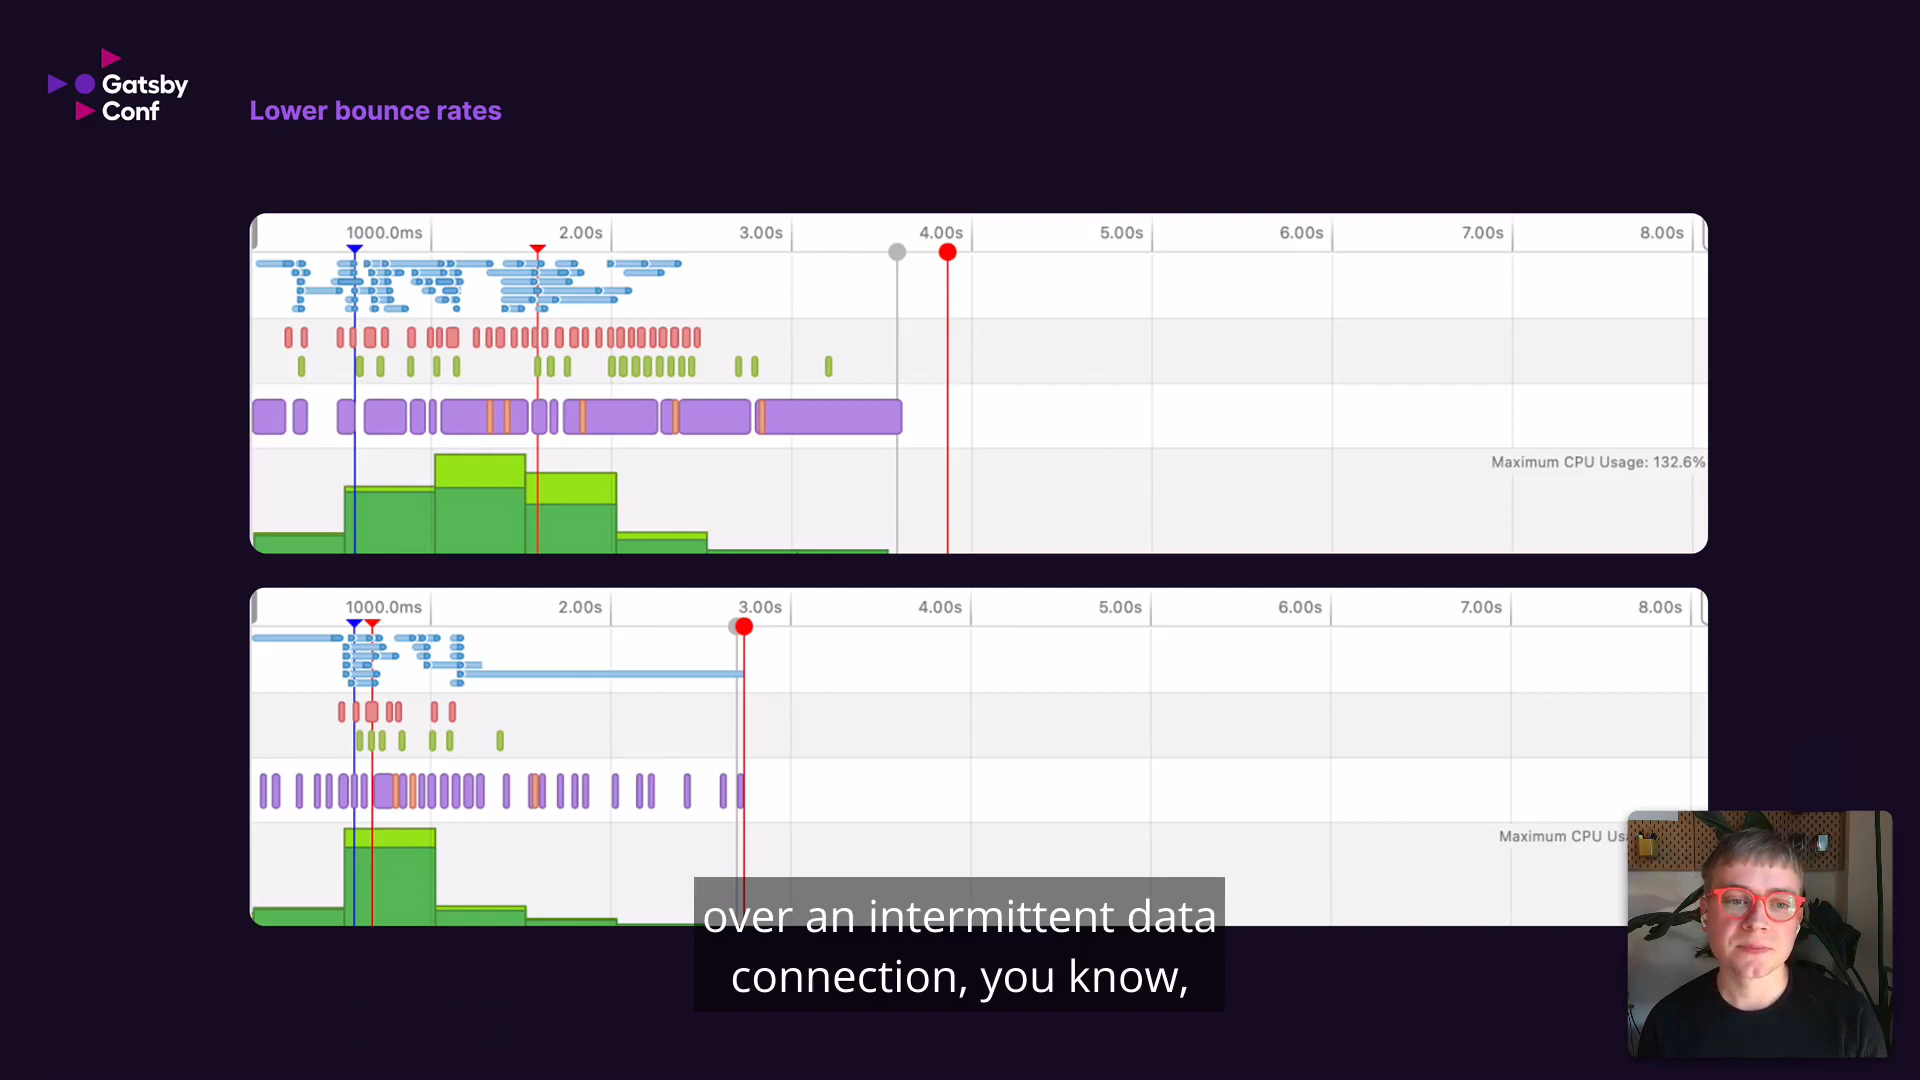 Gatsby
Conf
Lower bounce rates
1000.0ms 2.00s 3.00s 4.00s 5.00s 6.00s 7.00s 8.00s
Maximum CPU Usage: 132.6%
1000.0ms 2.00s 3.00s 4.00s 5.00s 6.00s 7.00s 8.00s
Maximum CPU
over an intermittent data
connection, you know,